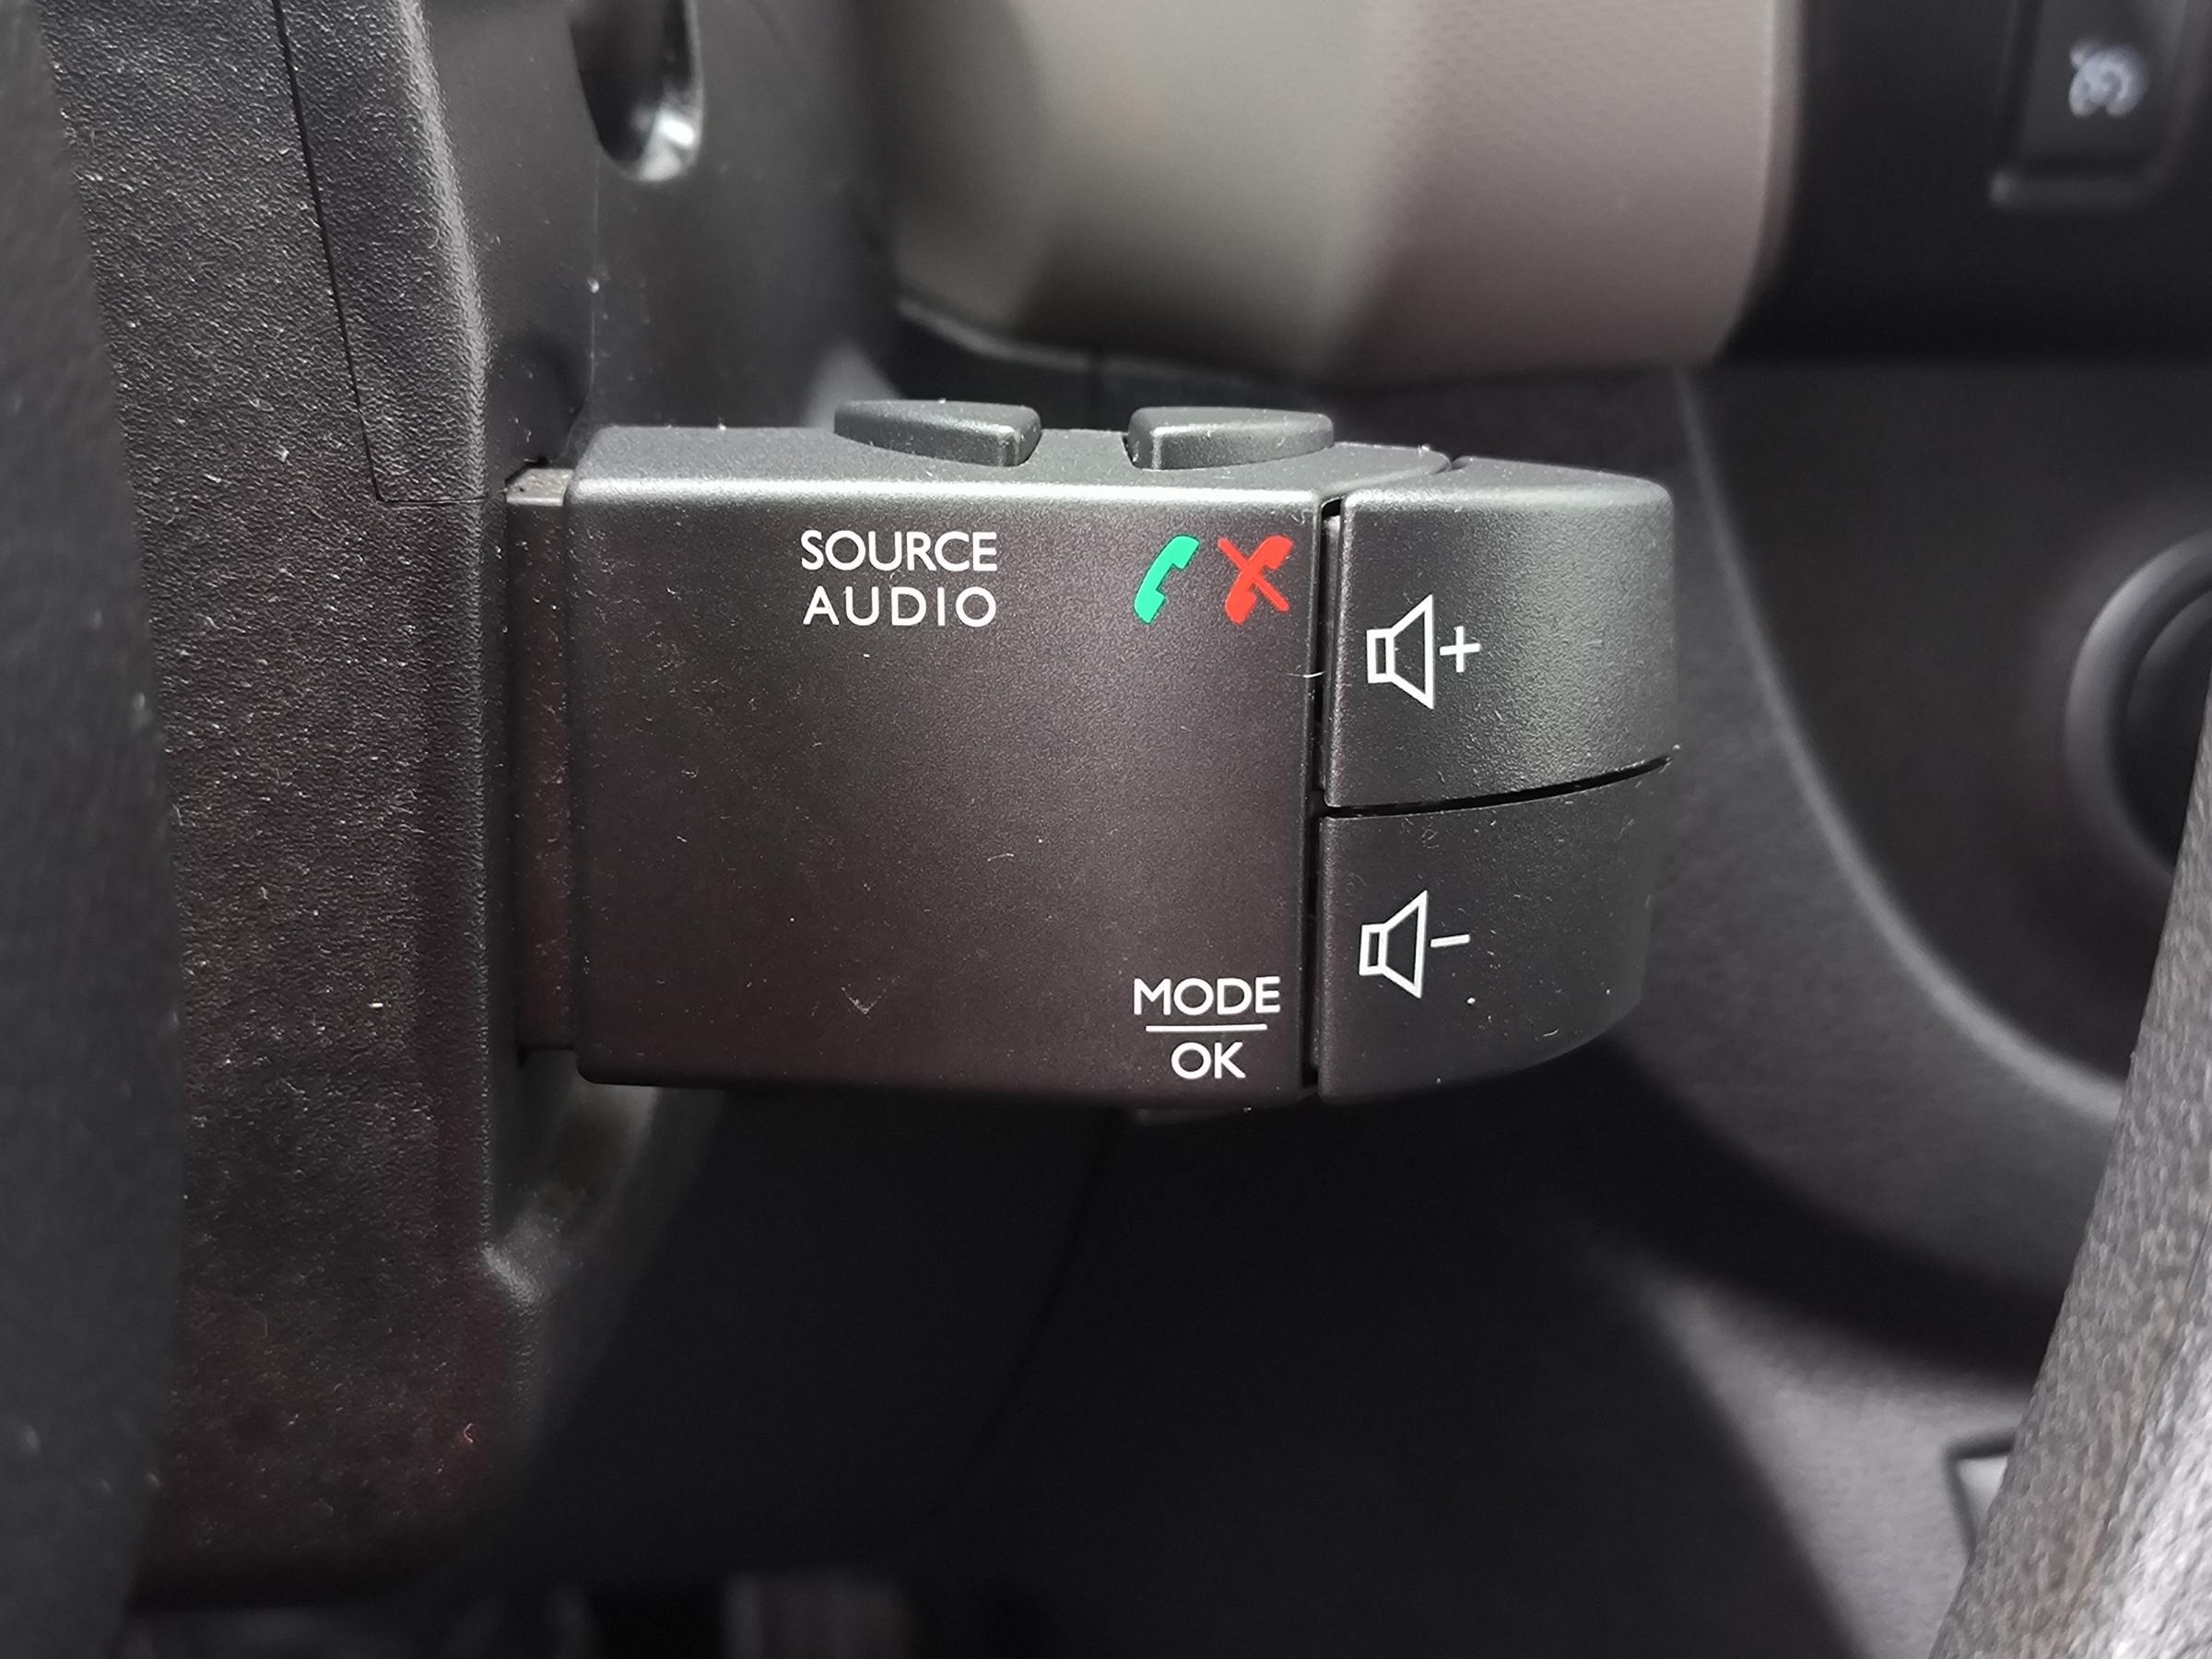 SOURCE
AUDIO
+
-
MODE
OK